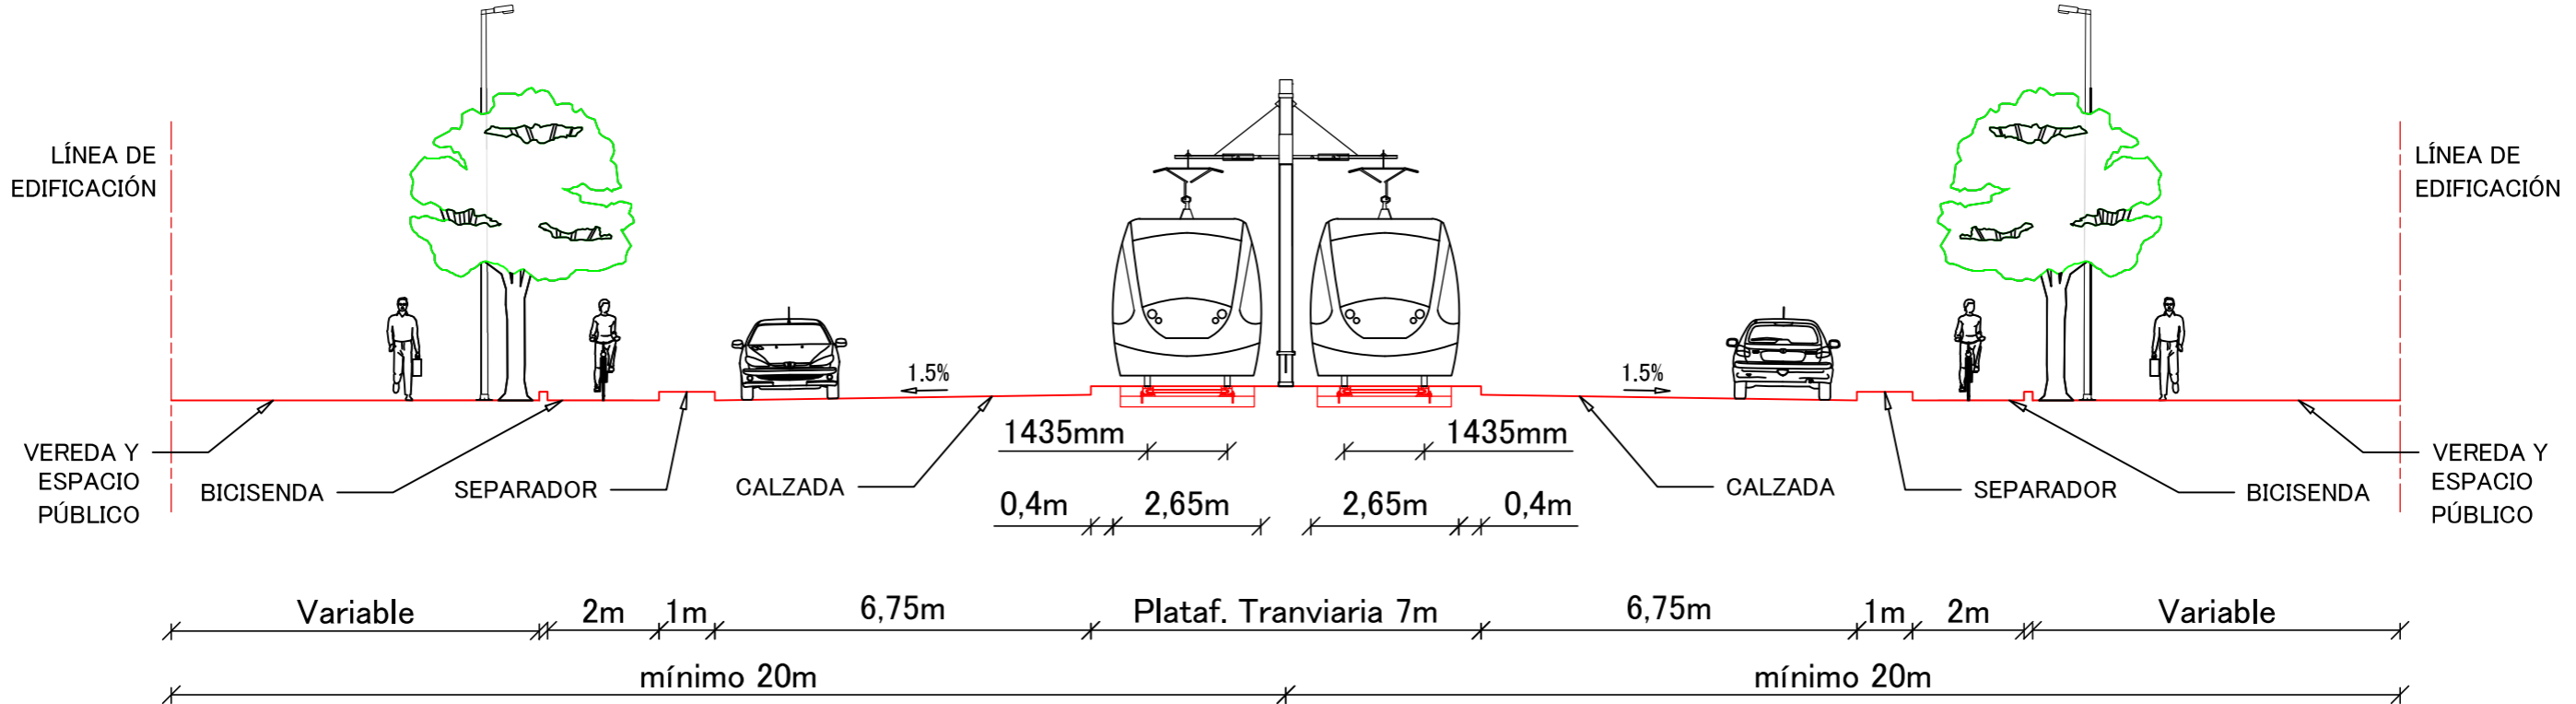 LÍNEA DE
EDIFICACIÓN
LÍNEA DE
EDIFICACIÓN
1.5%
1.5%
1435mm
1435mm
VEREDA Y
ESPACIO
PÚBLICO
BICISENDA
SEPARADOR
CALZADA
CALZADA
SEPARADOR
BICISENDA
VEREDA Y
ESPACIO
PÚBLICO
0,4m
2,65m
2,65m
0,4m
Variable
2m
1m
6,75m
Plataf. Tranviaria 7m
6,75m
1m
2m
Variable
mínimo 20m
mínimo 20m